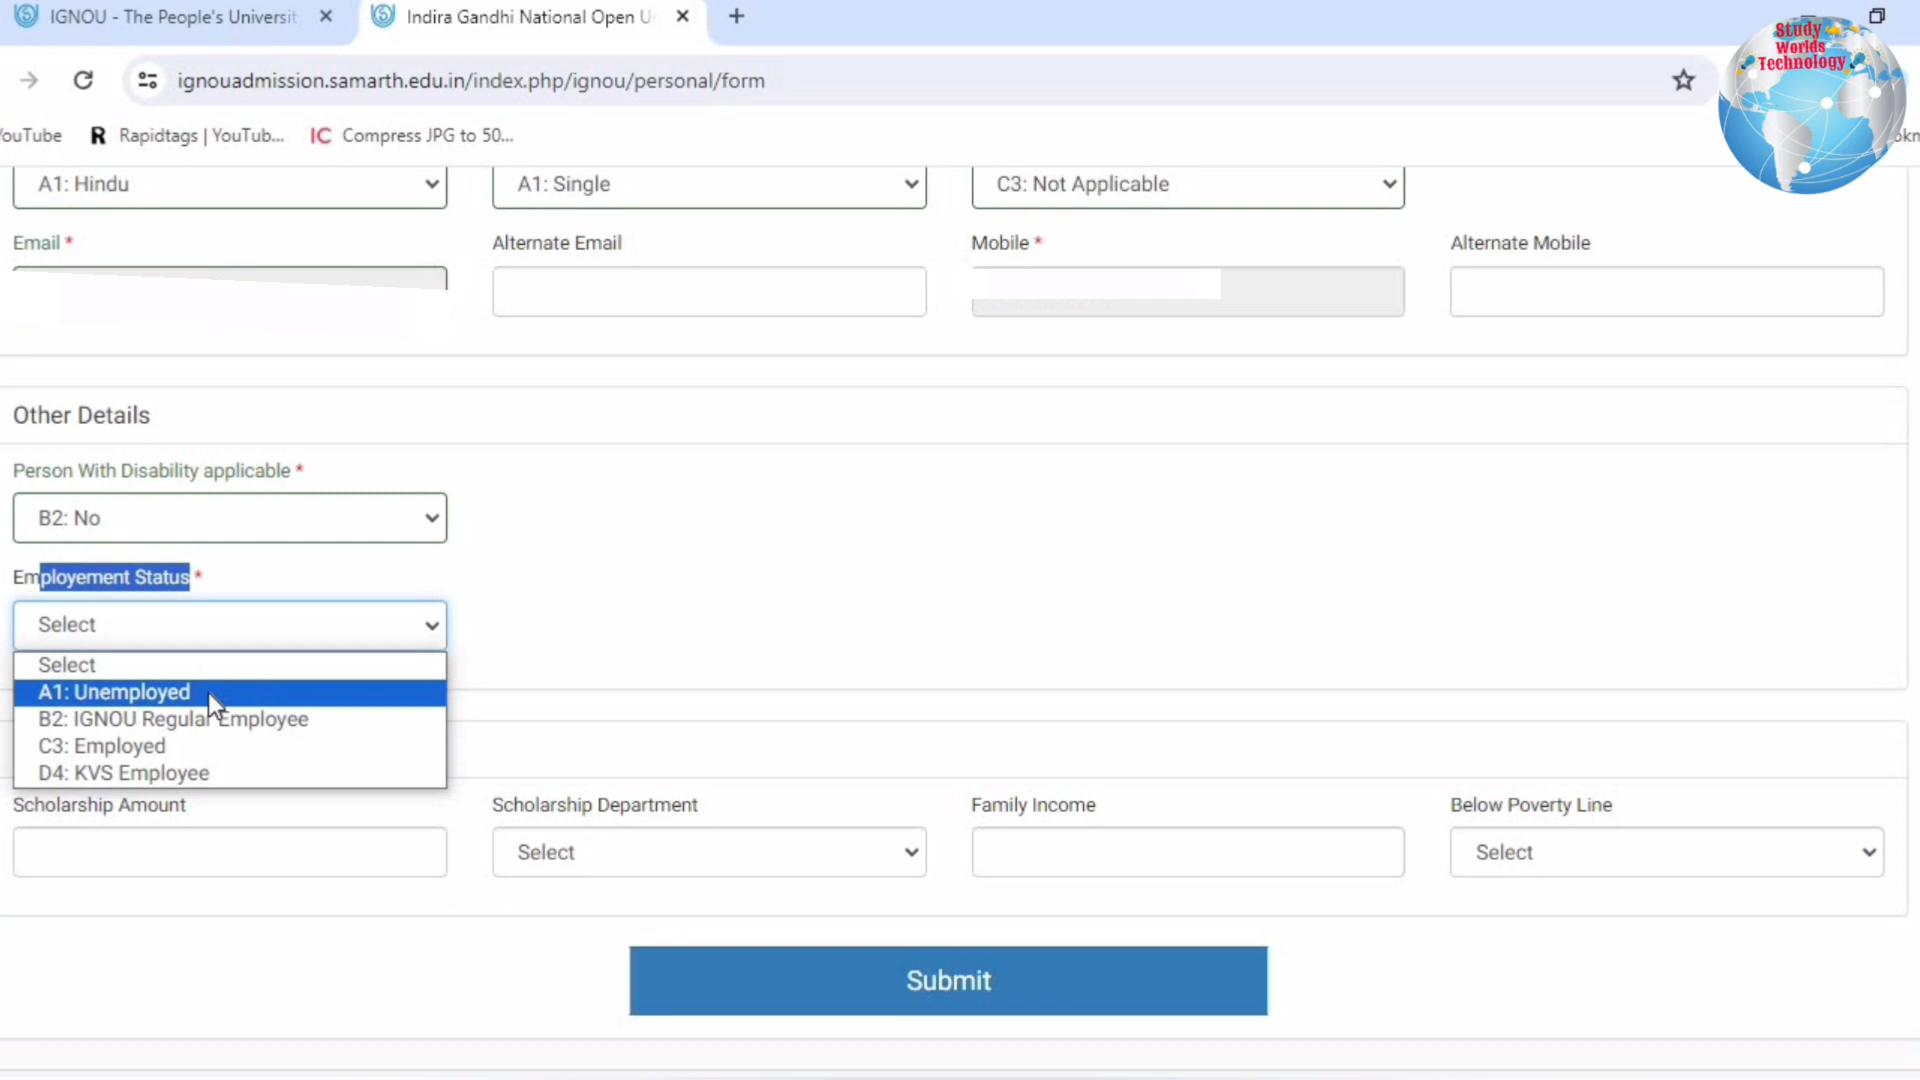 IGNOU - The People's Universit
Indira Gandhi National Open U
ignouadmission.samarth.edu.in/index.php/ignou/personal/form
Study
Worlds
Technology
YouTube
R Rapidtags | YouTub...
IC Compress JPG to 50...
A1: Hindu
A1: Single
C3: Not Applicable
Email *
Alternate Email
Mobile *
Alternate Mobile
Other Details
Person With Disability applicable *
B2: No
Employement Status *
Select
Select
A1: Unemployed
B2: IGNOU Regular Employee
C3: Employed
D4: KVS Employee
Scholarship Amount
Scholarship Department
Family Income
Below Poverty Line
Select
Select
Submit